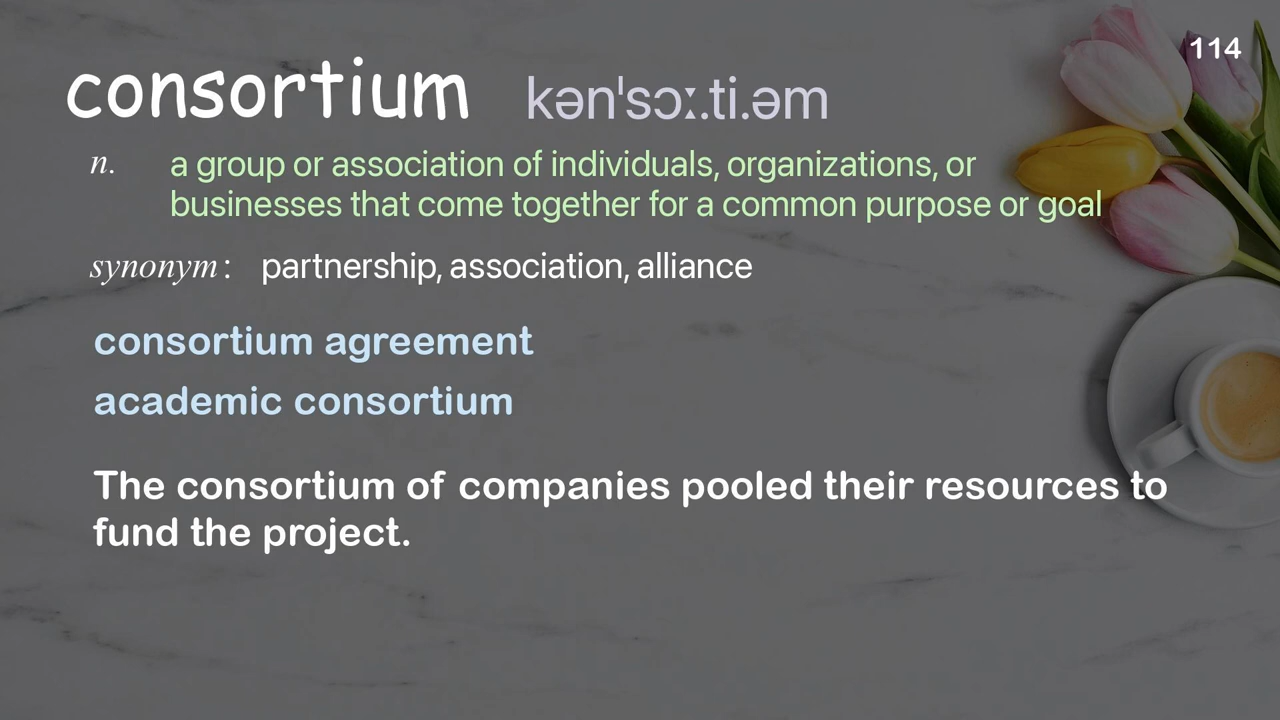 114
consortium kən'sɔː.ti.əm
n. a group or association of individuals, organizations, or
businesses that come together for a common purpose or goal
synonym: partnership, association, alliance
consortium agreement
academic consortium
The consortium of companies pooled their resources to
fund the project.